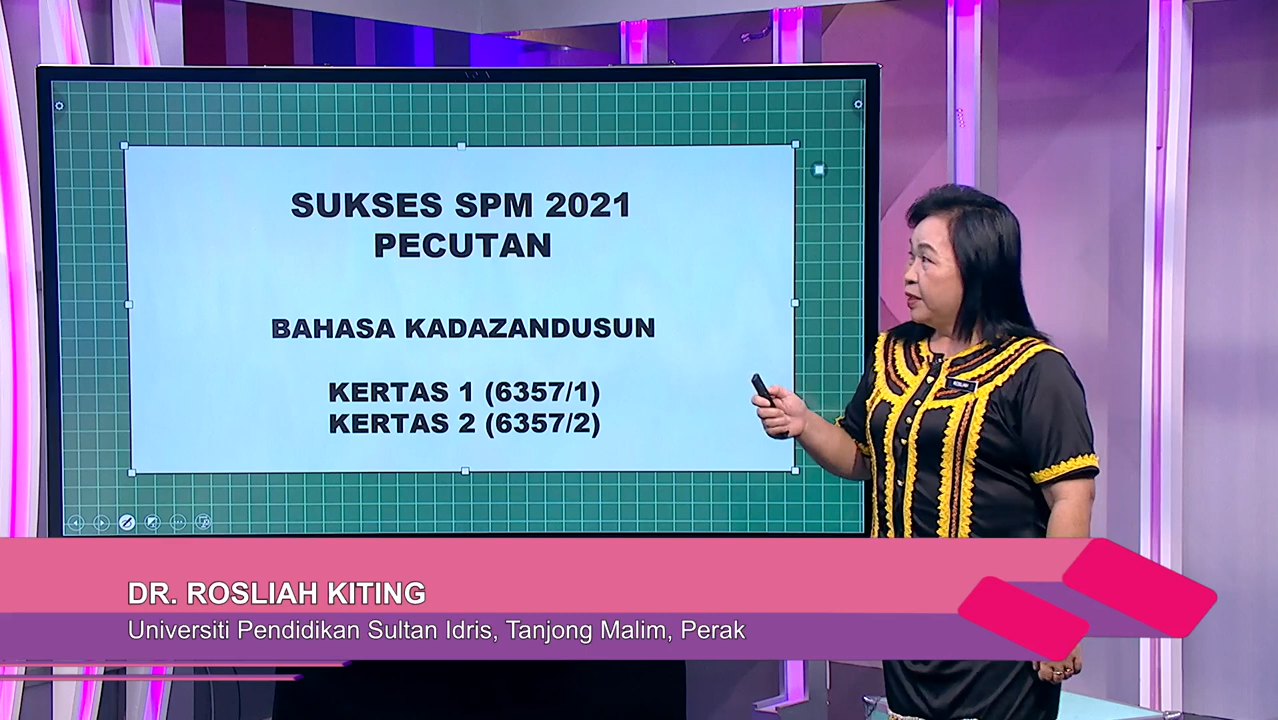 SUKSES SPM 2021
PECUTAN
BAHASA KADAZANDUSUN
KERTAS 1 (6357/1)
KERTAS 2 (6357/2)
ROSLIAH
DR. ROSLIAH KITING
Universiti Pendidikan Sultan Idris, Tanjong Malim, Perak